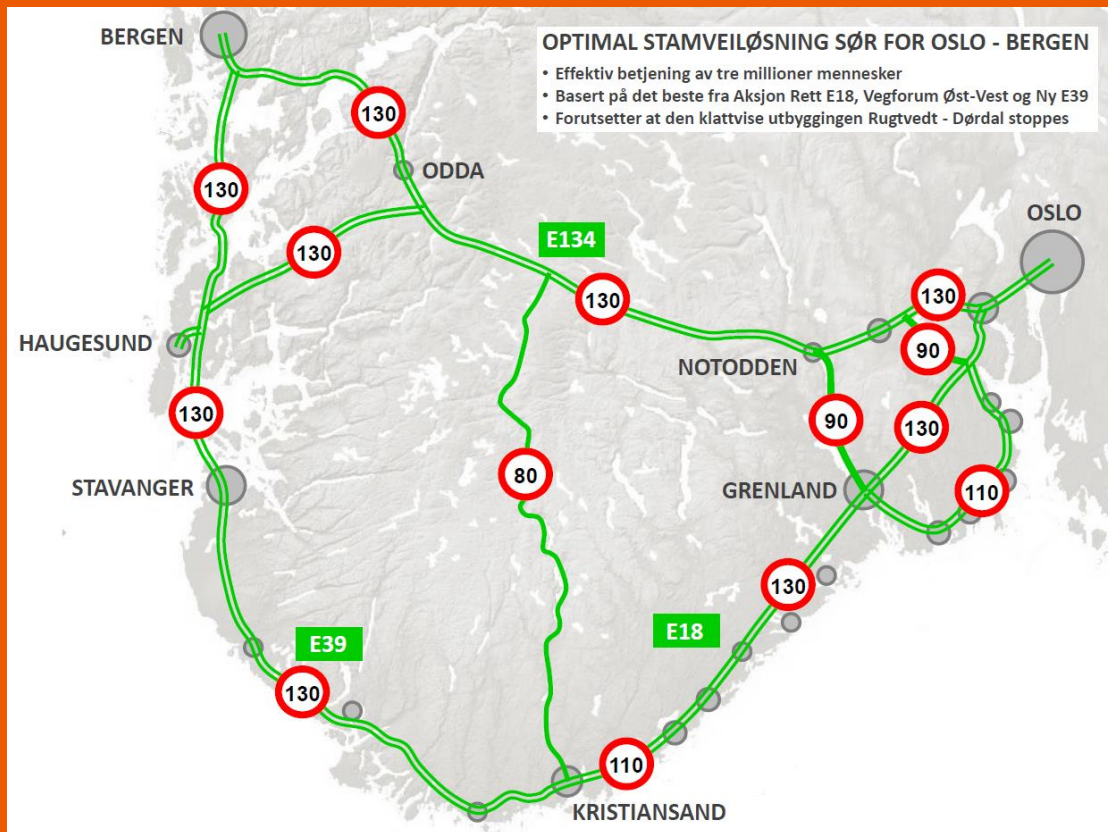 BERGEN
OPTIMAL STAMVEILØSNING SØR FOR OSLO - BERGEN
• Effektiv betjening av tre millioner mennesker
• Basert på det beste fra Aksjon Rett E18, Vegforum Øst-Vest og Ny E39
• Forutsetter at den klattvise utbyggingen Rugtvedt - Dørdal stoppes
130
ODDA
130
OSLO
E134
130
130
130
HAUGESUND
90
NOTODDEN
130
90
130
80
STAVANGER
GRENLAND
110
130
E39
E18
130
110
KRISTIANSAND